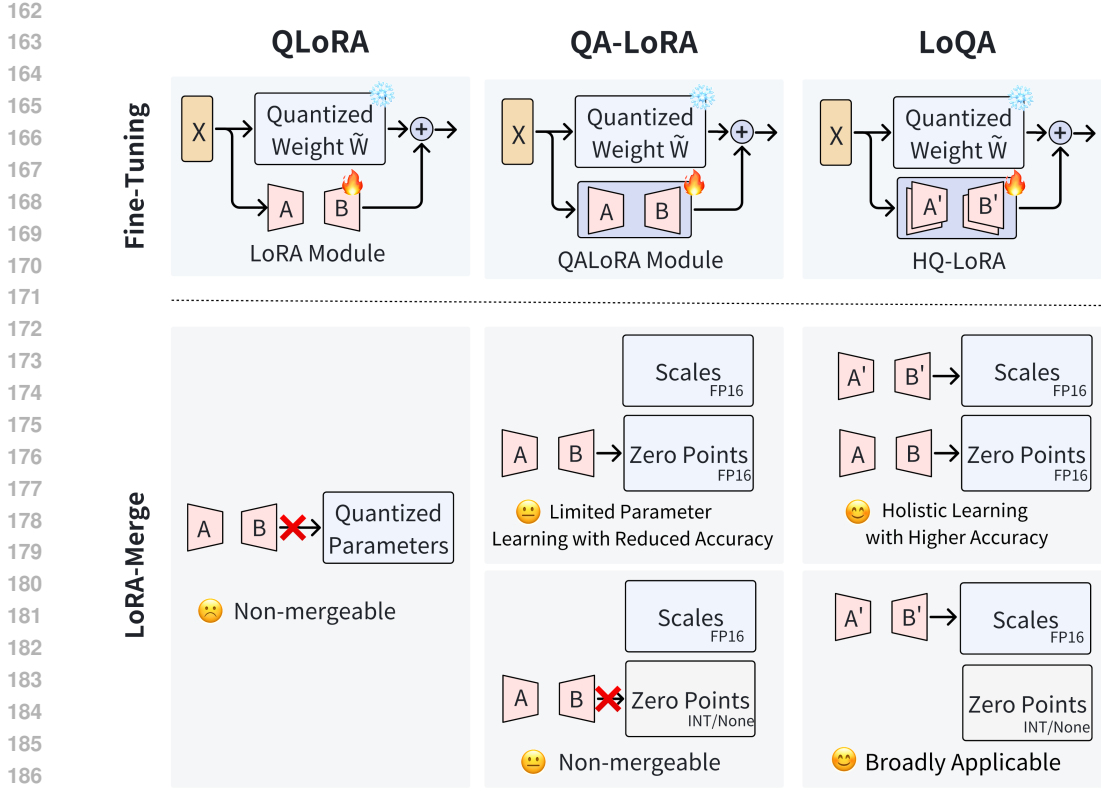 162
163
164
165
166
167
168
169
170
171
172
173
174
175
176
177
178
179
180
181
182
183
184
185
186
QLoRA
QA-LoRA
LoQA
Fine-Tuning
X
Quantized
Weight W̃
+
A
B
LoRA Module
X
Quantized
Weight W̃
+
A
B
QALoRA Module
X
Quantized
Weight W̃
+
A'
B'
HQ-LoRA
LoRA-Merge
A
B
Quantized
Parameters
Non-mergeable
Scales
FP16
A
B
Zero Points
FP16
Limited Parameter
Learning with Reduced Accuracy
Scales
FP16
A
B
Zero Points
INT/None
Non-mergeable
A'
B'
Scales
FP16
A
B
Zero Points
FP16
Holistic Learning
with Higher Accuracy
A'
B'
Scales
FP16
Zero Points
INT/None
Broadly Applicable